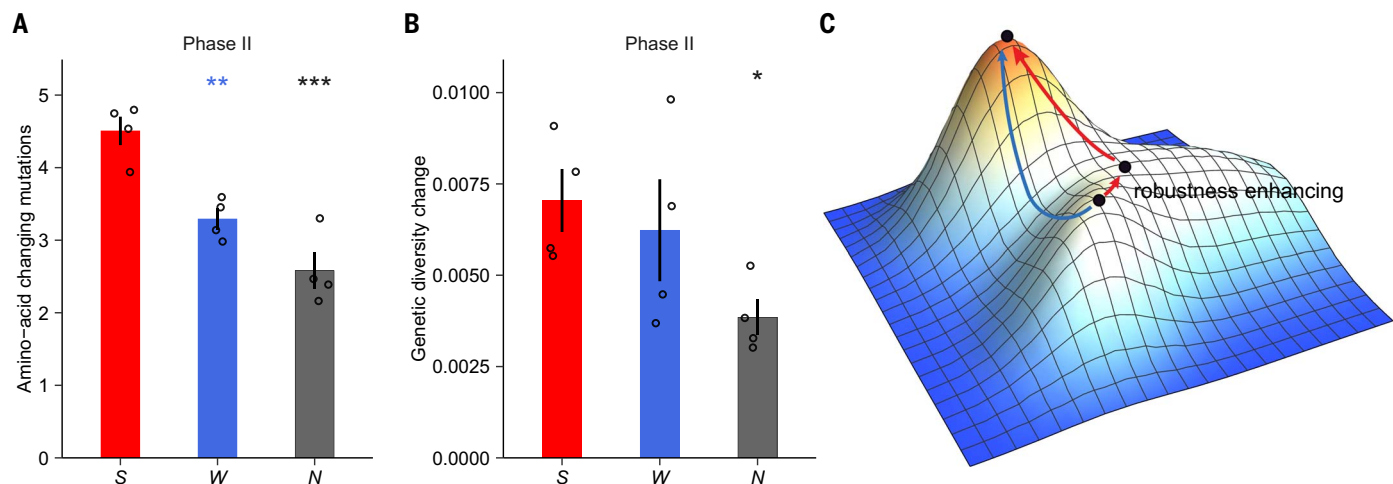 A
Phase II
Amino−acid changing mutations
5
4
3
2
1
0
**
***
S
W
N
B
Phase II
Genetic diversity change
0.0100
0.0075
0.0050
0.0025
0.0000
*
S
W
N
C
robustness enhancing